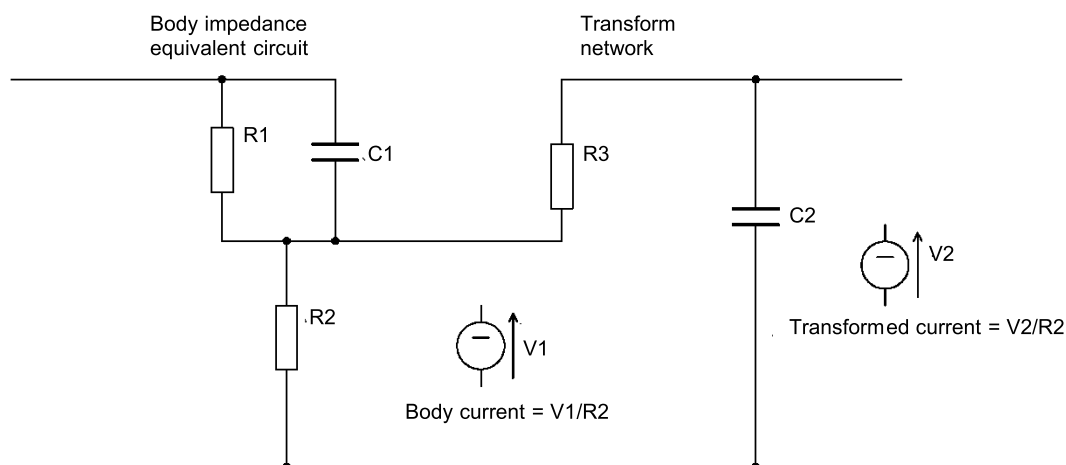 Body impedance
equivalent circuit
Transform
network
R1
C1
R3
C2
V2
R2
Transformed current = V2/R2
V1
Body current = V1/R2